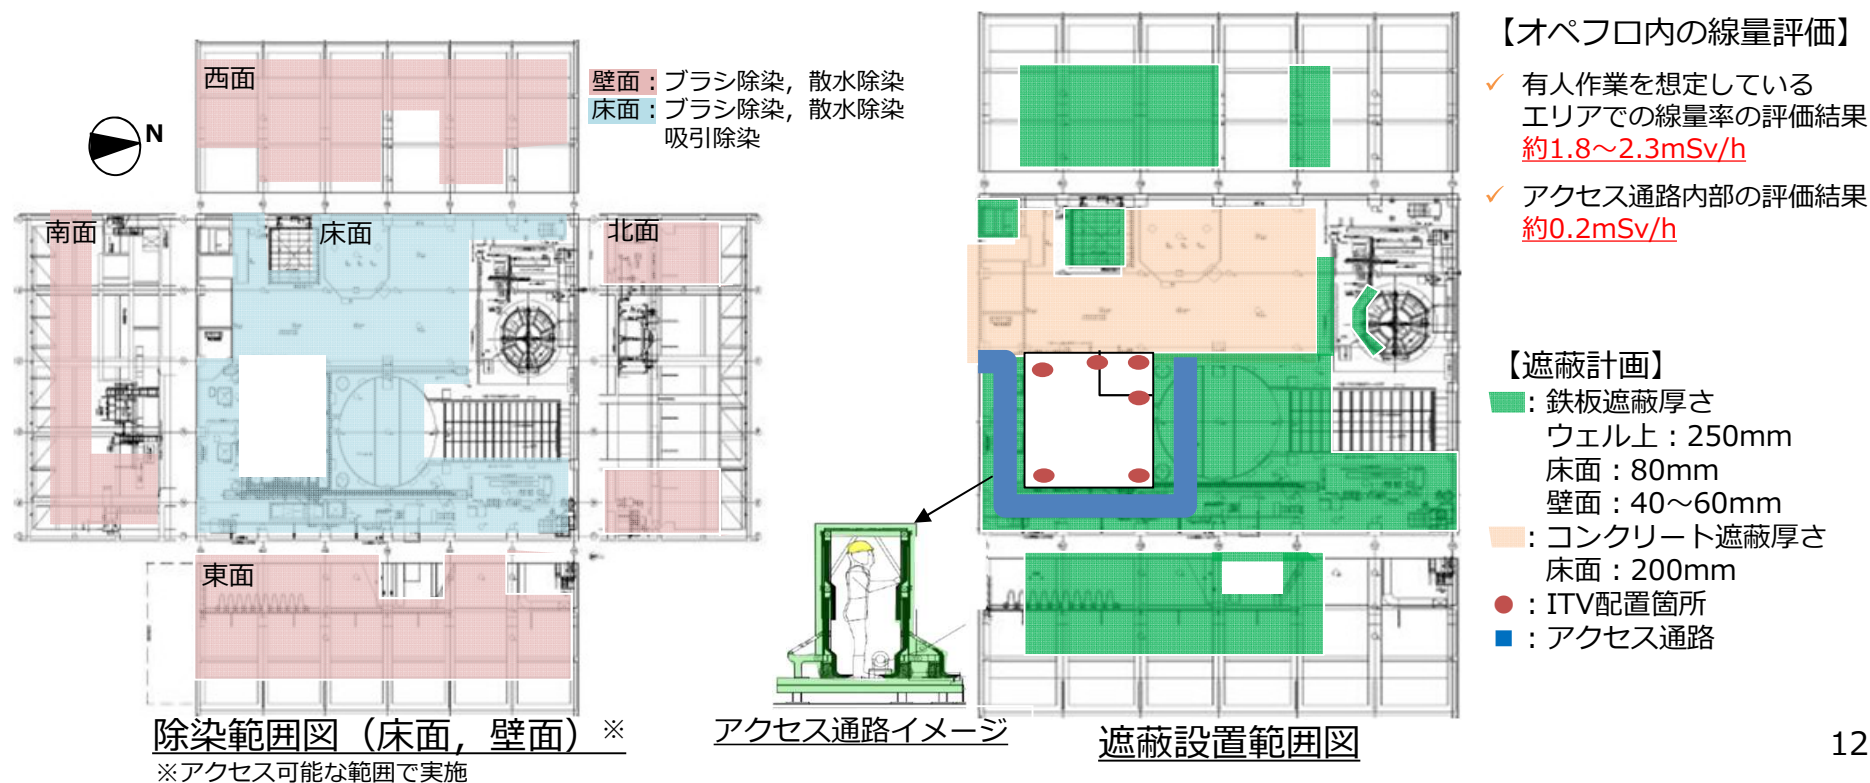 西面
壁面：ブラシ除染，散水除染
床面：ブラシ除染，散水除染
吸引除染
N
南面
床面
北面
東面
除染範囲図（床面，壁面）※
※アクセス可能な範囲で実施
アクセス通路イメージ
遮蔽設置範囲図
【オペフロ内の線量評価】
✓ 有人作業を想定している
エリアでの線量率の評価結果
約1.8～2.3mSv/h
✓ アクセス通路内部の評価結果
約0.2mSv/h
【遮蔽計画】
：鉄板遮蔽厚さ
ウェル上：250mm
床面：80mm
壁面：40～60mm
：コンクリート遮蔽厚さ
床面：200mm
：ITV配置箇所
：アクセス通路
12